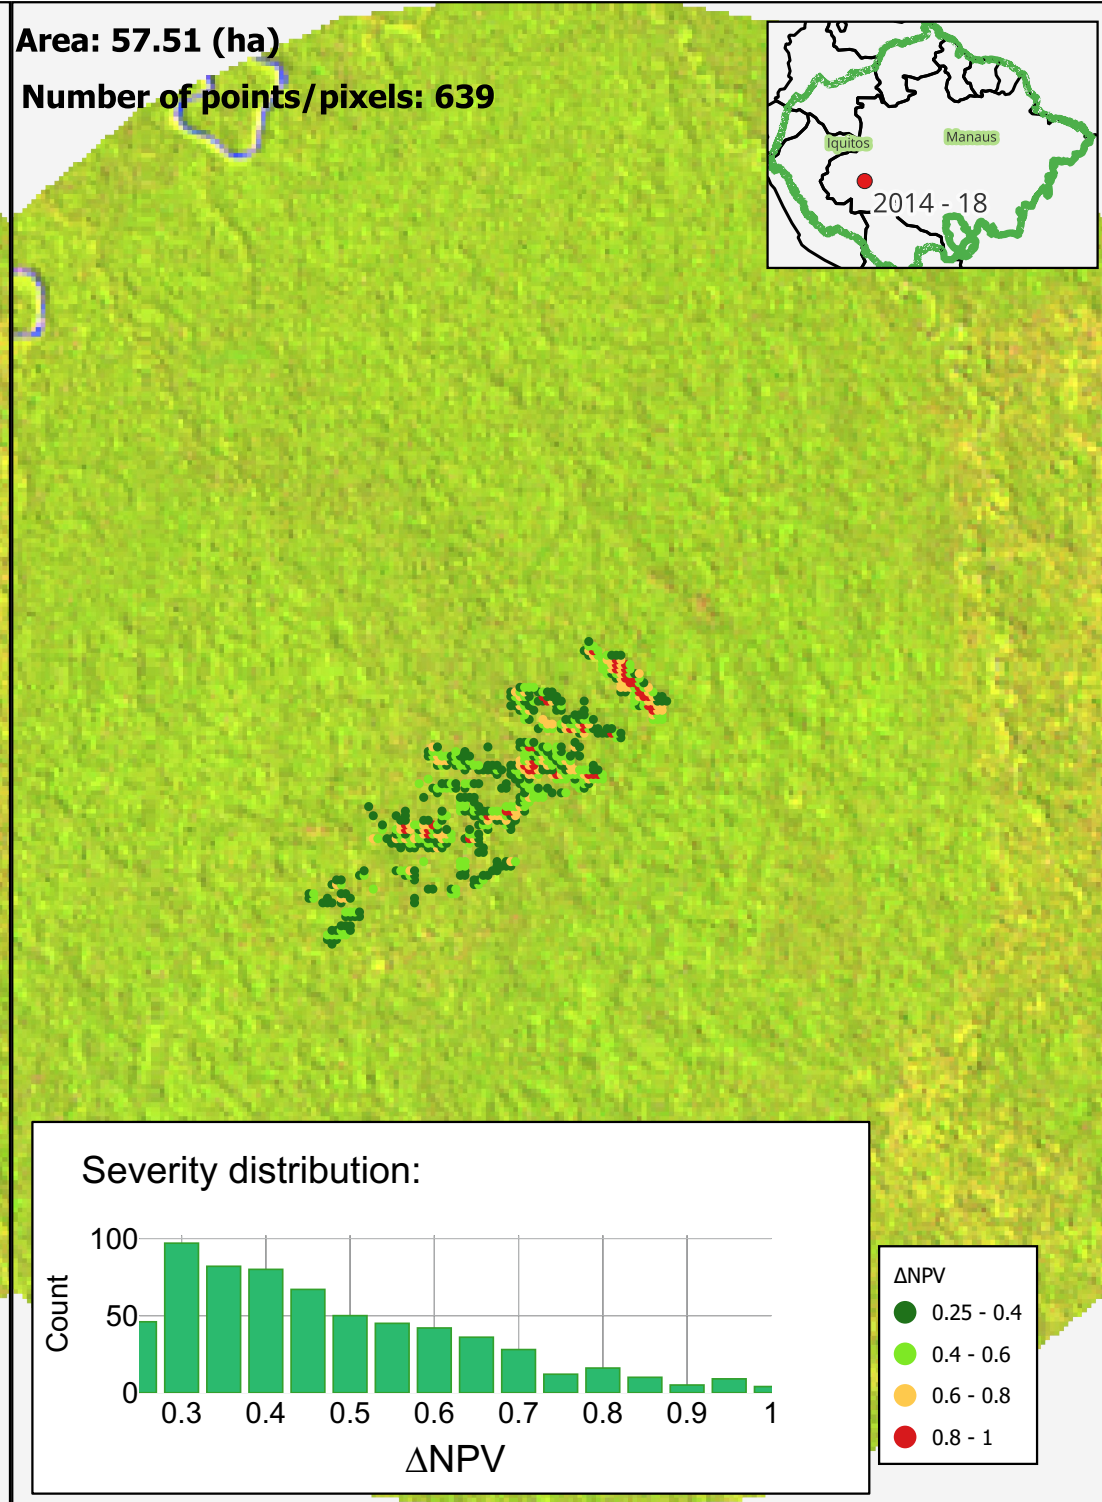 Area: 57.51 (ha)
Number of points/pixels: 639
Iquitos
Manaus
2014 - 18
Severity distribution:
100
50
0
Count
0.3 0.4 0.5 0.6 0.7 0.8 0.9 1
ΔNPV
ΔNPV
0.25 - 0.4
0.4 - 0.6
0.6 - 0.8
0.8 - 1